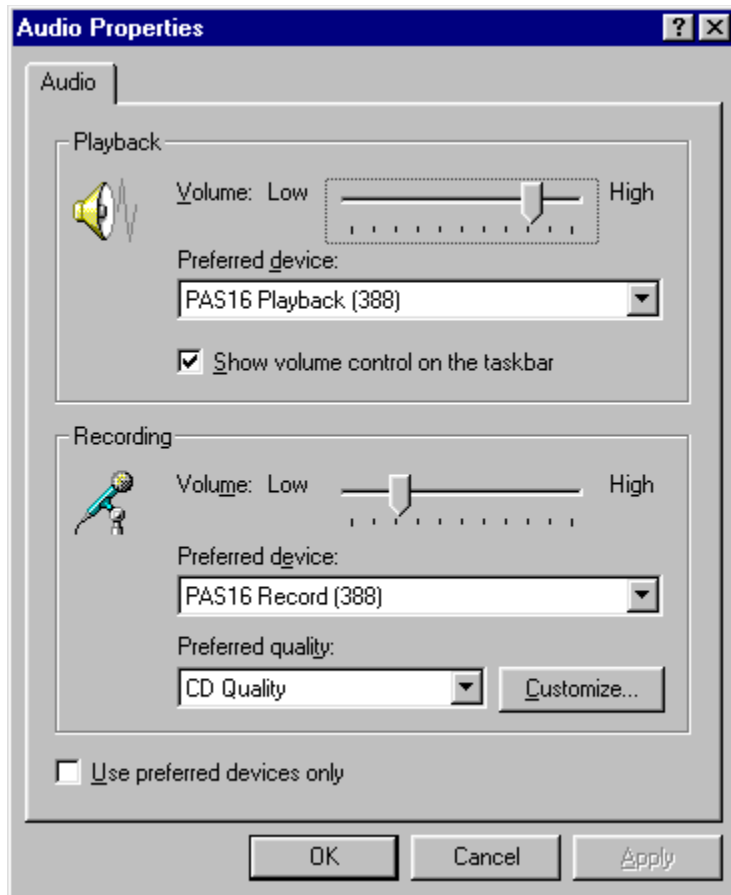 Audio Properties
Audio
Playback
Volume: Low High
Preferred device:
PAS16 Playback (388)
Show volume control on the taskbar
Recording
Volume: Low High
Preferred device:
PAS16 Record (388)
Preferred quality:
CD Quality Customize...
Use preferred devices only
OK Cancel Apply